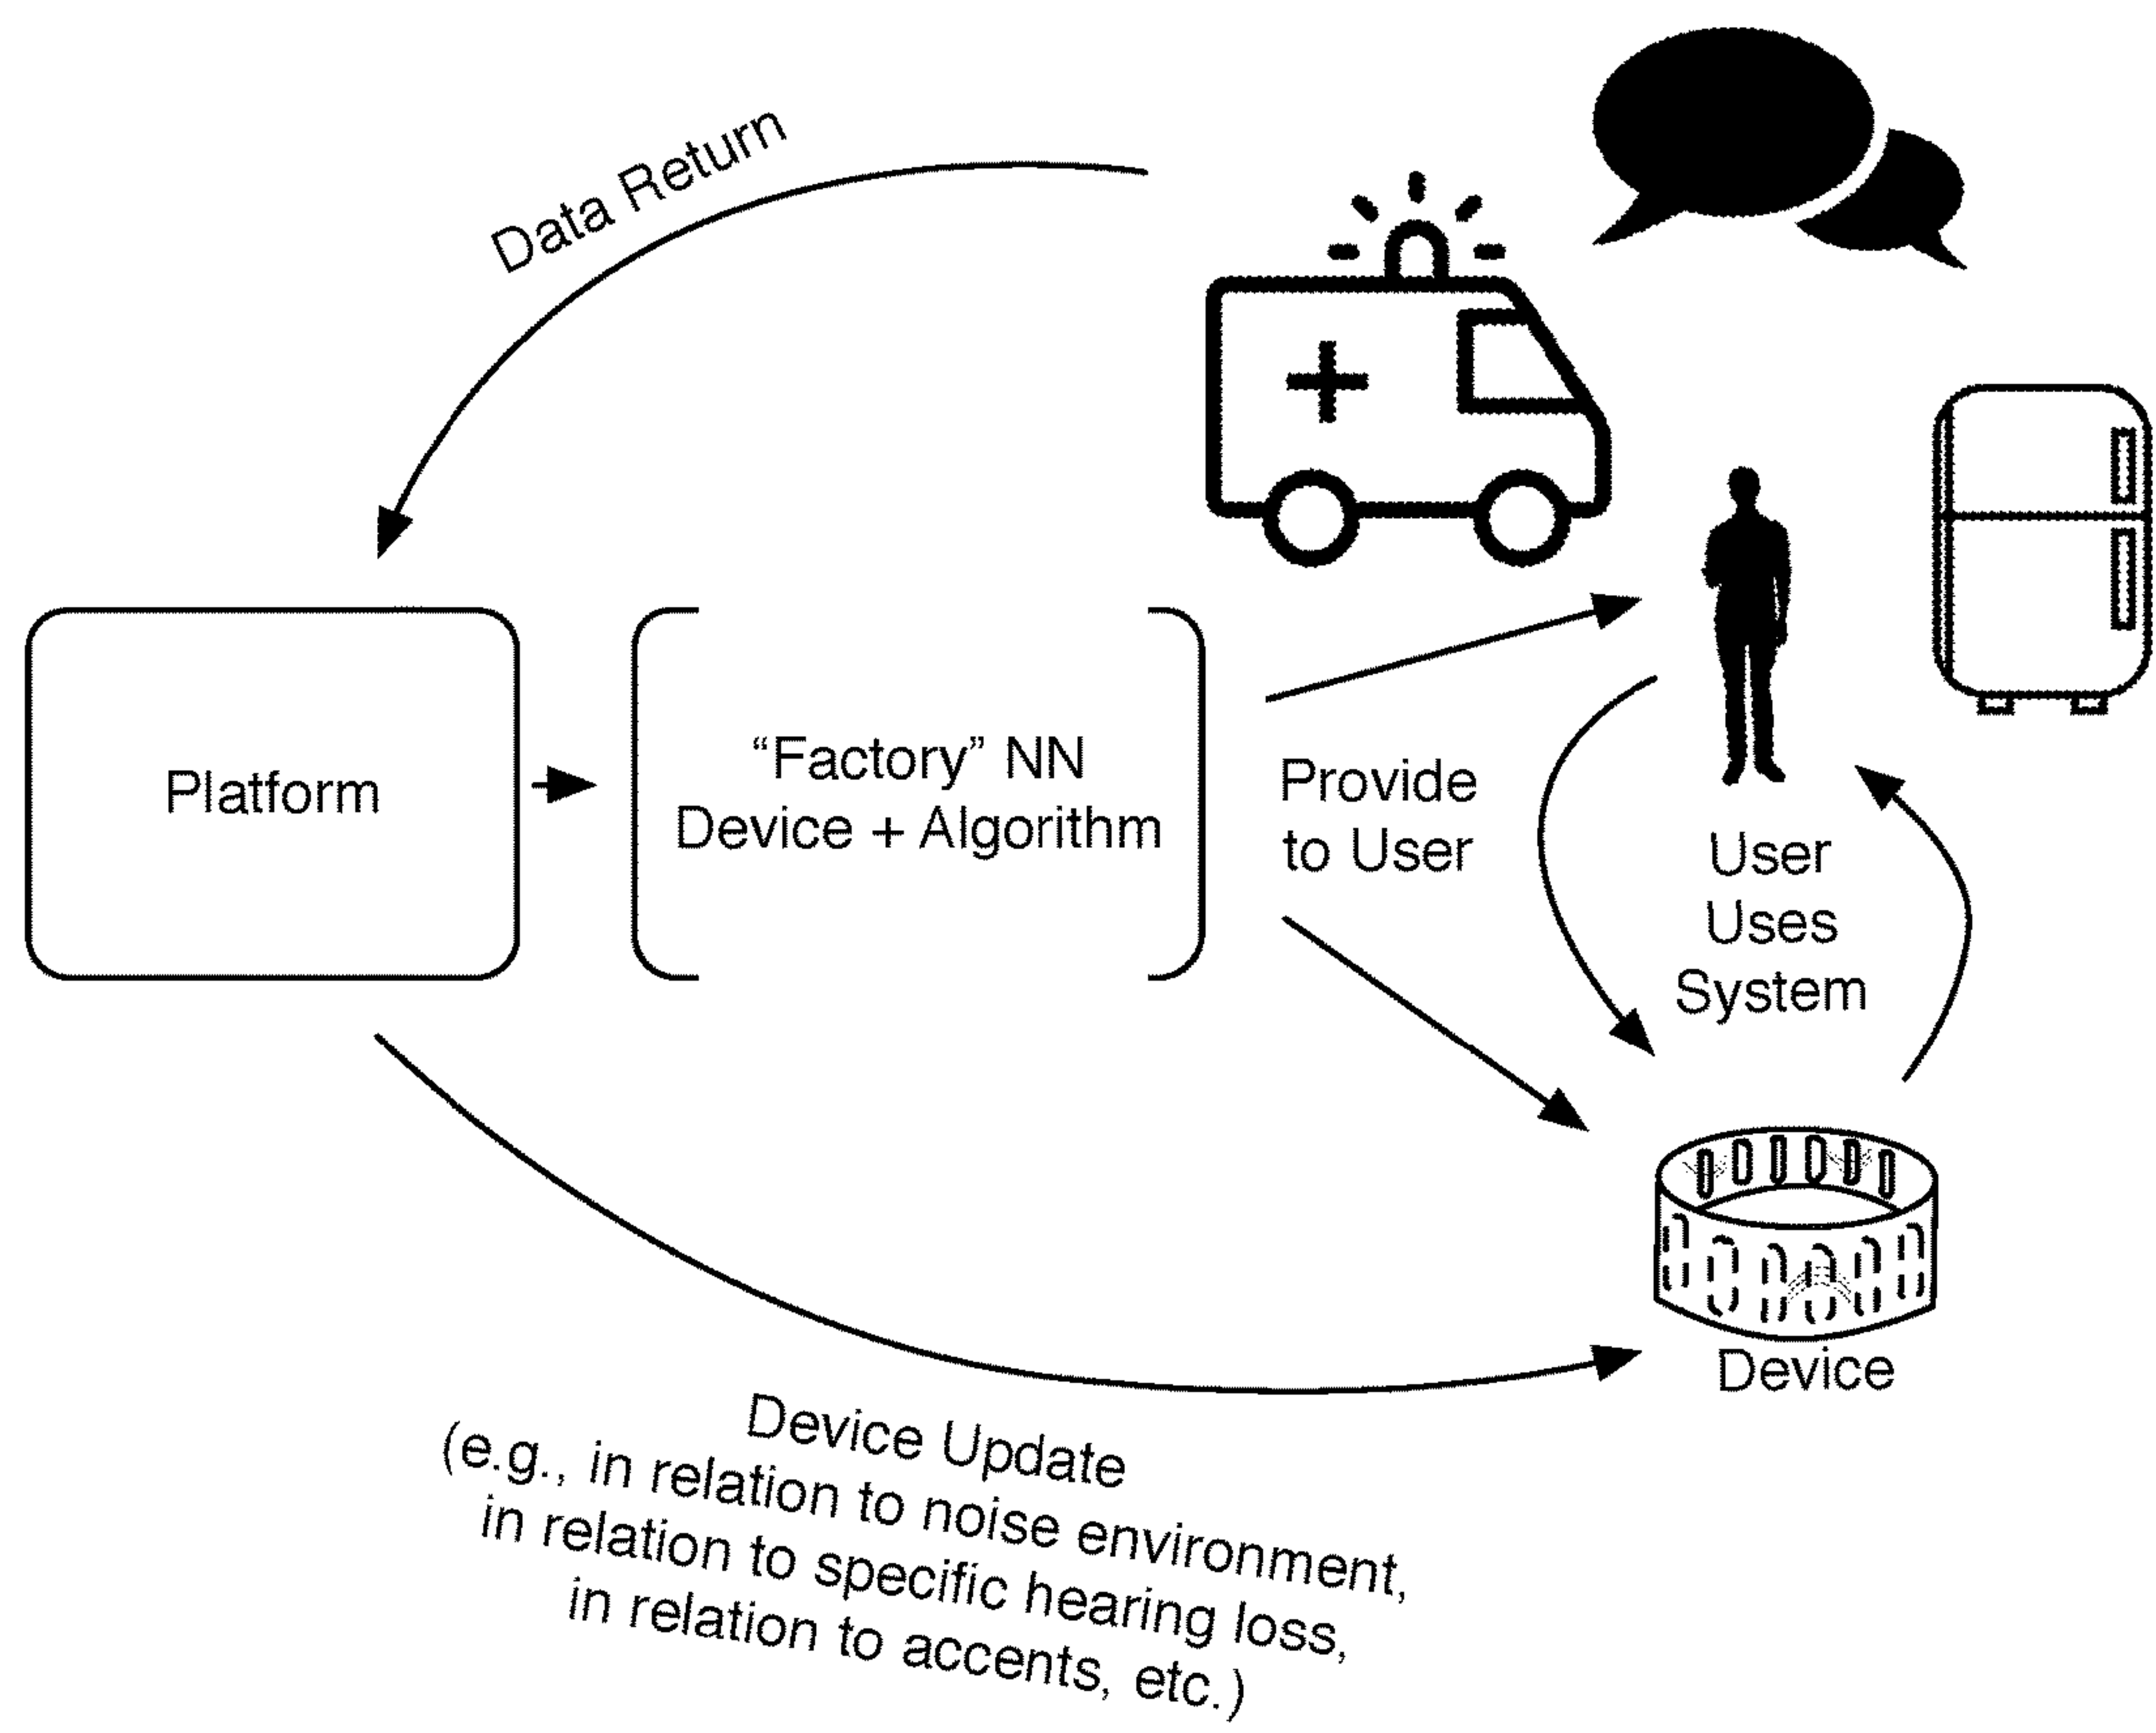 Data Return
Platform
“Factory” NN
Device + Algorithm
Provide
to User
User
Uses
System
Device
Device Update
(e.g., in relation to noise environment,
in relation to specific hearing loss,
in relation to accents, etc.)